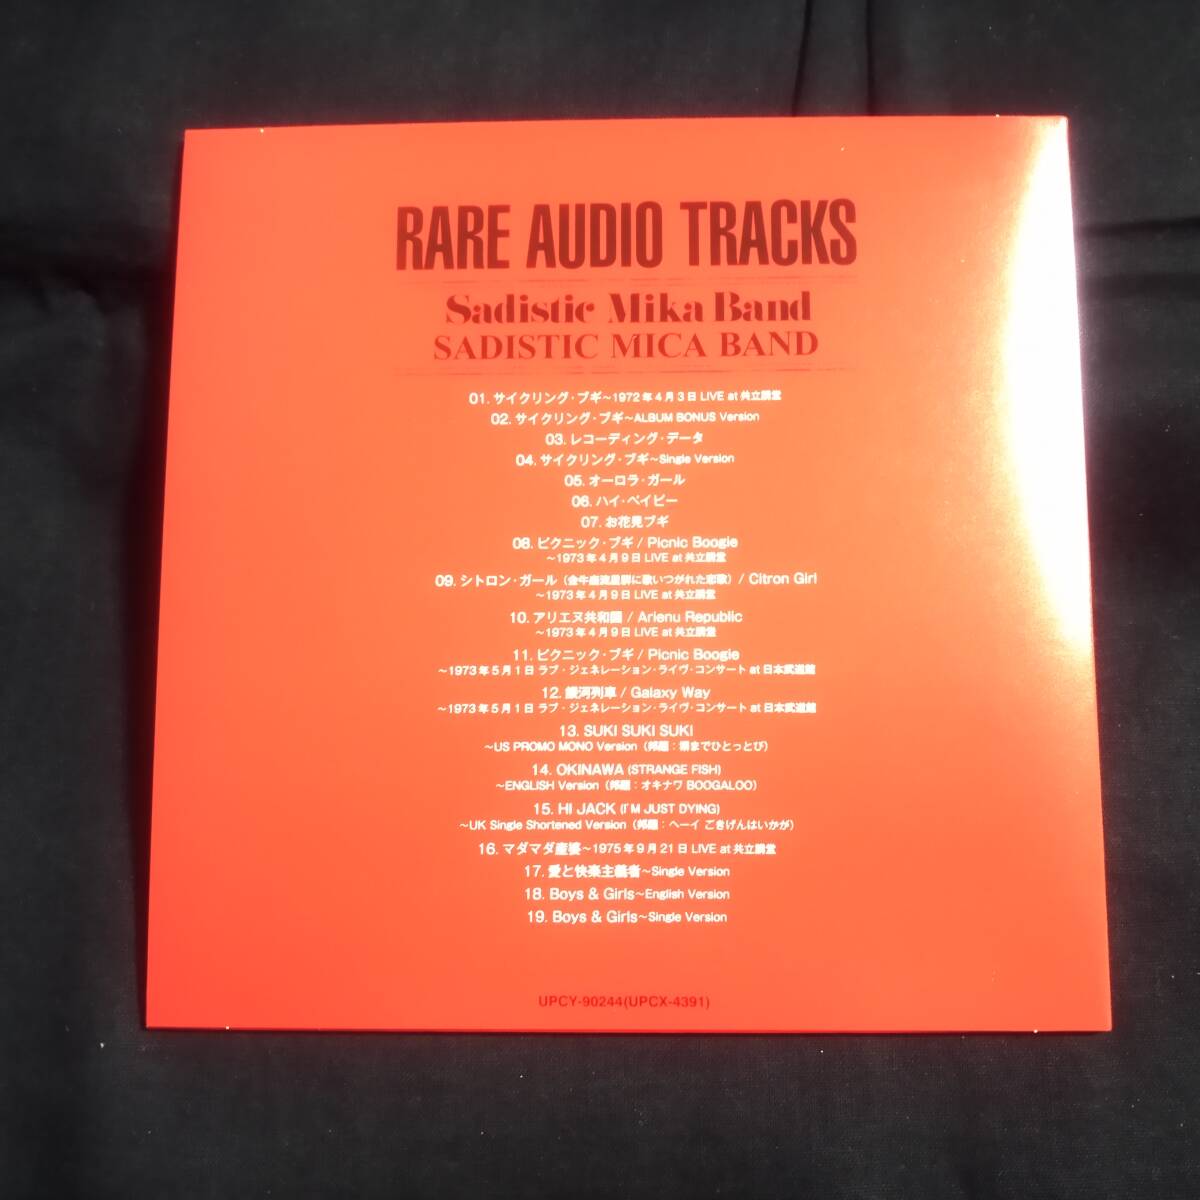 RARE AUDIO TRACKS
Sadistic Mika Band
SADISTIC MICA BAND
01. サイクリング・ブギ~1972年4月3日 LIVE at 共立講堂
02. サイクリング・ブギ~ALBUM BONUS Version
03. レコーディング・データ
04. サイクリング・ブギ~Single Version
05. オーロラ・ガール
06. ハイ・ベイビー
07. お花見ブギ
08. ピクニック・ブギ / Picnic Boogie
~1973年4月9日 LIVE at 共立講堂
09. シトロン・ガール (金牛座流星群に歌いつがれた恋歌) / Citron Girl
~1973年4月9日 LIVE at 共立講堂
10. アリエヌ共和国 / Arienu Republic
~1973年4月9日 LIVE at 共立講堂
11. ピクニック・ブギ / Picnic Boogie
~1973年5月1日 ラブ・ジェネレーション・ライヴ・コンサート at 日本武道館
12. 銀河列車 / Galaxy Way
~1973年5月1日 ラブ・ジェネレーション・ライヴ・コンサート at 日本武道館
13. SUKI SUKI SUKI
~US PROMO MONO Version (邦題:塀までひとっとび)
14. OKINAWA (STRANGE FISH)
~ENGLISH Version (邦題:オキナワ BOOGALOO)
15. HI JACK (I'M JUST DYING)
~UK Single Shortened Version (邦題:ヘーイ ごきげんはいかが)
16. マダマダ産婆~1975年9月21日 LIVE at 共立講堂
17. 愛と快楽主義者~Single Version
18. Boys & Girls~English Version
19. Boys & Girls~Single Version
UPCY-90244(UPCX-4391)